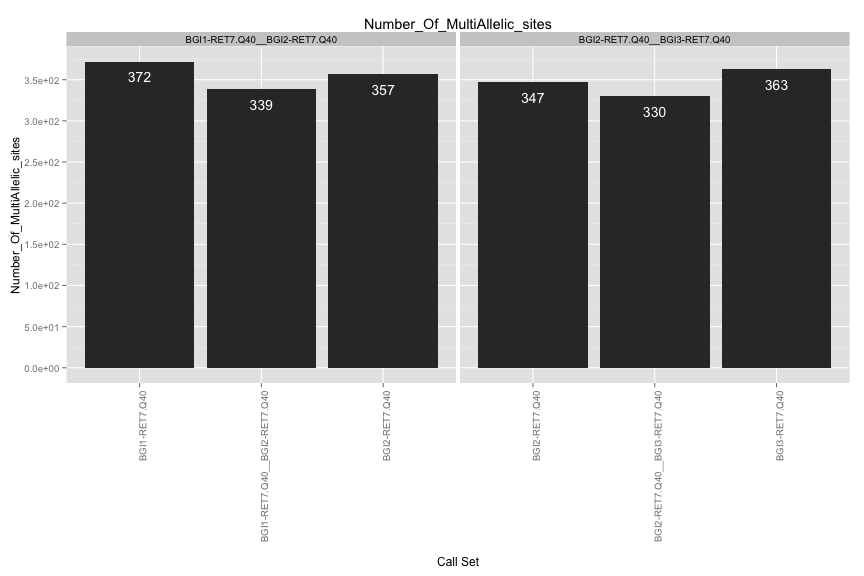 Number_Of_MultiAllelic_sites
BGI1-RET7.Q40__BGI2-RET7.Q40
BGI2-RET7.Q40__BGI3-RET7.Q40
Number_Of_MultiAllelic_sites
3.5e+02
3.0e+02
2.5e+02
2.0e+02
1.5e+02
1.0e+02
5.0e+01
0.0e+00
372
339
357
347
330
363
BGI1-RET7.Q40
BGI1-RET7.Q40__BGI2-RET7.Q40
BGI2-RET7.Q40
BGI2-RET7.Q40
BGI2-RET7.Q40__BGI3-RET7.Q40
BGI3-RET7.Q40
Call Set